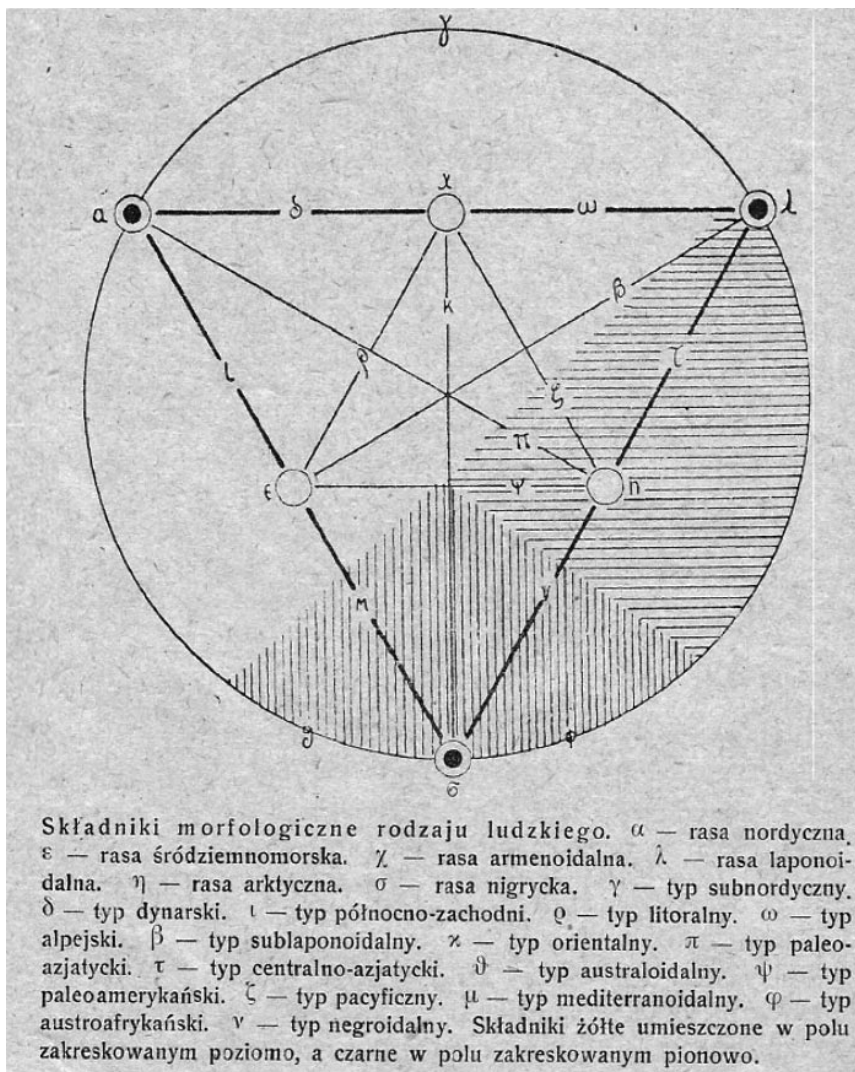 γ
a
δ
χ
ω
λ
κ
β
ι
ϱ
τ
ζ
π
ε
ψ
η
μ
ν
ϑ
φ
σ
Składniki morfologiczne rodzaju ludzkiego. α — rasa nordyczna.
ε — rasa śródziemnomorska. χ — rasa armenoidalna. λ — rasa laponoi-
dalna. η — rasa arktyczna. σ — rasa nigrycka. γ — typ subnordyczny.
δ — typ dynarski. ι — typ północno-zachodni. ϱ — typ litoralny. ω — typ
alpejski. β — typ sublaponoidalny. ϰ — typ orientalny. π — typ paleo-
azjatycki. τ — typ centralno-azjatycki. ϑ — typ australoidalny. ψ — typ
paleoamerykański. ζ — typ pacyficzny. μ — typ mediterranoidalny. φ — typ
austroafrykański. ν — typ negroidalny. Składniki żółte umieszczone w polu
zakreskowanym poziomo, a czarne w polu zakreskowanym pionowo.